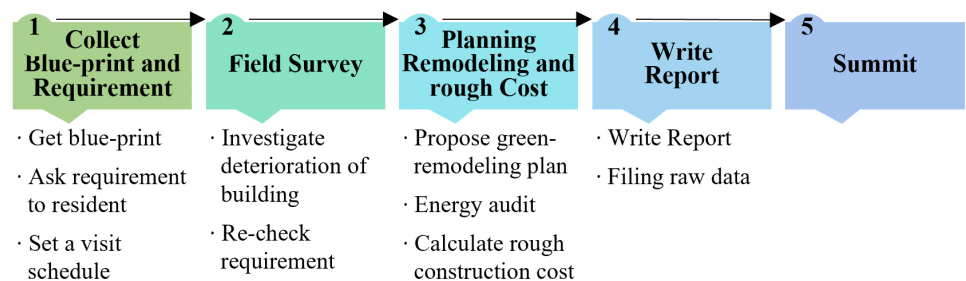 1
Collect
Blue-print and
Requirement
· Get blue-print
· Ask requirement
to resident
· Set a visit
schedule
2
Field Survey
· Investigate
deterioration of
building
· Re-check
requirement
3
Planning
Remodeling and
rough Cost
· Propose green-
remodeling plan
· Energy audit
· Calculate rough
construction cost
4
Write
Report
· Write Report
· Filing raw data
5
Summit